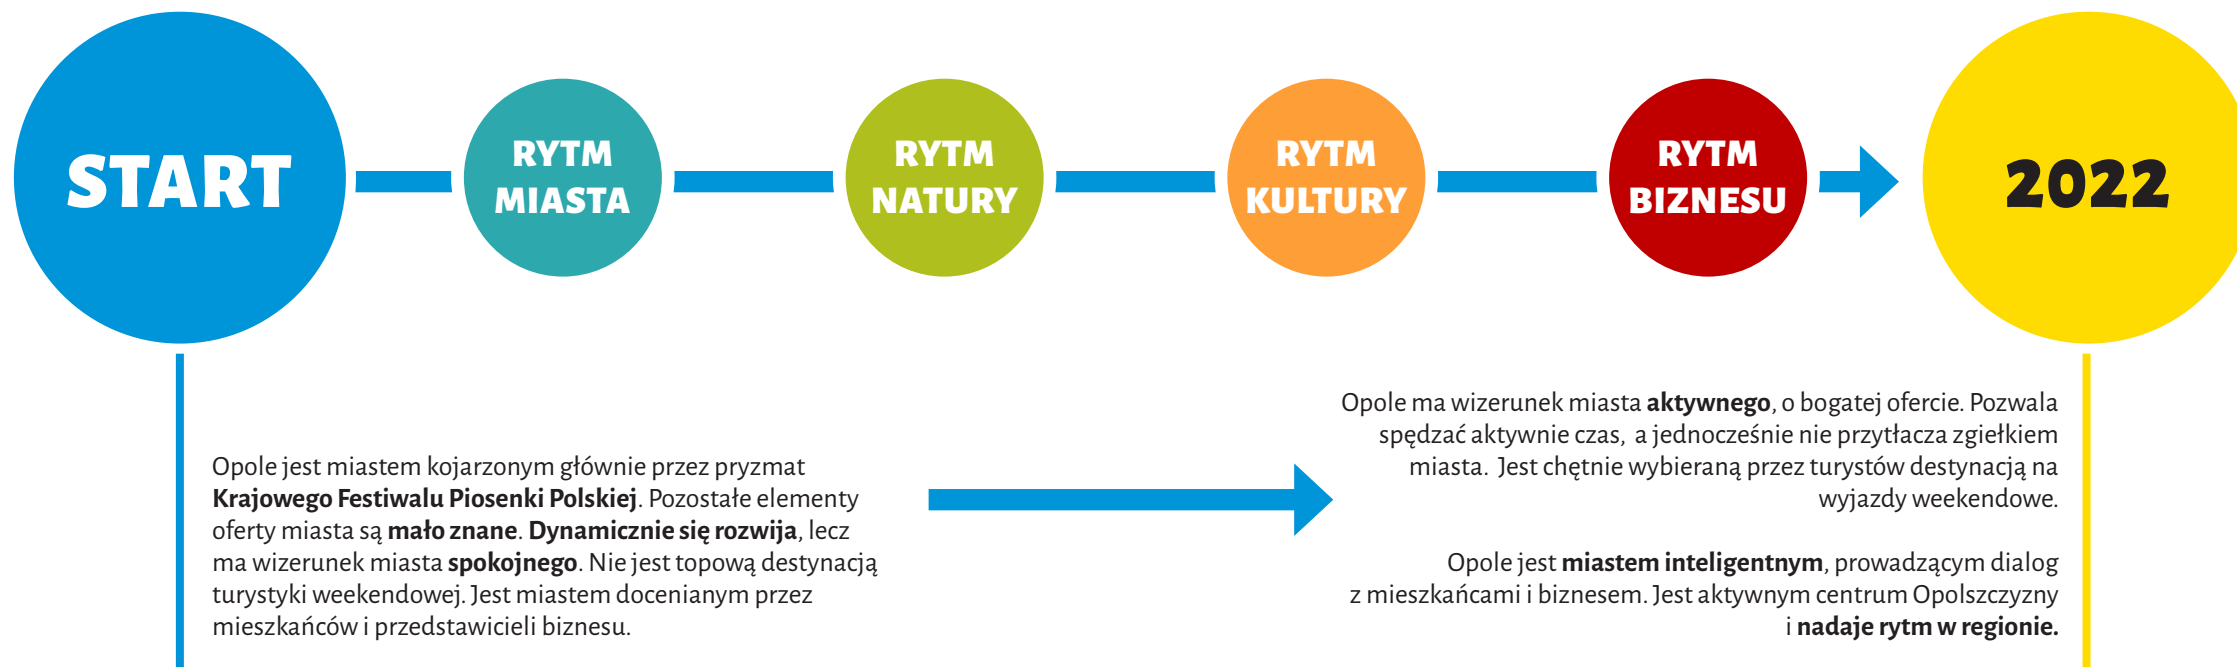 START
RYTM
MIASTA
RYTM
NATURY
RYTM
KULTURY
RYTM
BIZNESU
2022
Opole jest miastem kojarzonym głównie przez pryzmat
Krajowego Festiwalu Piosenki Polskiej. Pozostałe elementy
oferty miasta są mało znane. Dynamicznie się rozwija, lecz
ma wizerunek miasta spokojnego. Nie jest topową destynacją
turystyki weekendowej. Jest miastem docenianym przez
mieszkańców i przedstawicieli biznesu.
Opole ma wizerunek miasta aktywnego, o bogatej ofercie. Pozwala
spędzać aktywnie czas, a jednocześnie nie przytłacza zgiełkiem
miasta. Jest chętnie wybieraną przez turystów destynacją na
wyjazdy weekendowe.
Opole jest miastem inteligentnym, prowadzącym dialog
z mieszkańcami i biznesem. Jest aktywnym centrum Opolszczyzny
i nadaje rytm w regionie.